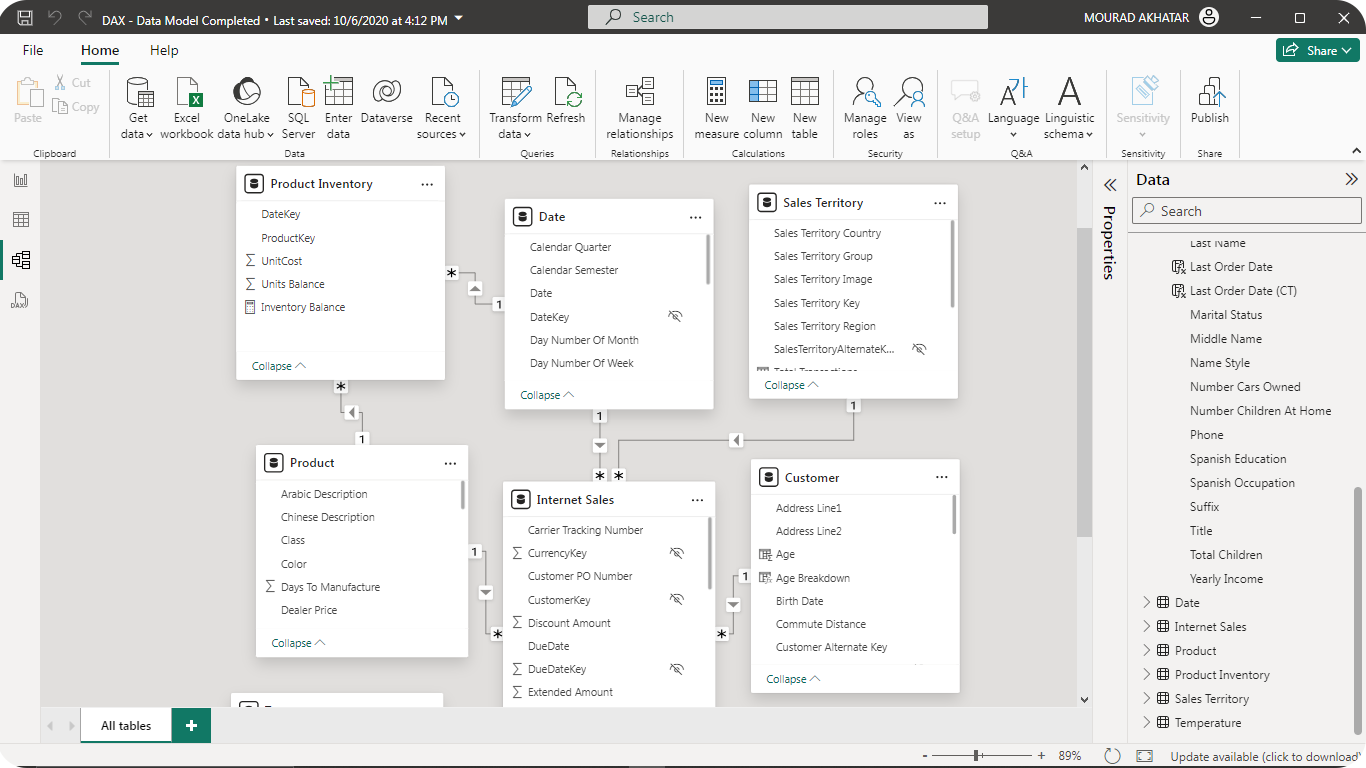 DAX - Data Model Completed • Last saved: 10/6/2020 at 4:12 PM
Search
MOURAD AKHATAR
File
Home
Help
Share
Paste
Cut
Copy
Clipboard
Get data
Excel workbook
OneLake data hub
SQL Server
Enter data
Dataverse
Recent sources
Data
Transform data
Refresh
Queries
Manage relationships
Relationships
New measure
New column
New table
Calculations
Manage roles
View as
Security
Q&A setup
Language
Linguistic schema
Q&A
Sensitivity
Sensitivity
Publish
Share
Product Inventory
DateKey
ProductKey
UnitCost
Units Balance
Inventory Balance
Collapse
Date
Calendar Quarter
Calendar Semester
Date
DateKey
Day Number Of Month
Day Number Of Week
Collapse
Sales Territory
Sales Territory Country
Sales Territory Group
Sales Territory Image
Sales Territory Key
Sales Territory Region
SalesTerritoryAlternateK...
Total Transactions
Collapse
* 1
* 1
1 *
1 *
Product
Arabic Description
Chinese Description
Class
Color
Days To Manufacture
Dealer Price
Collapse
1 *
Internet Sales
Carrier Tracking Number
CurrencyKey
Customer PO Number
CustomerKey
Discount Amount
DueDate
DueDateKey
Extended Amount
1 *
Customer
Address Line1
Address Line2
Age
Age Breakdown
Birth Date
Commute Distance
Customer Alternate Key
Collapse
Properties
Data
Search
Last Name
Last Order Date
Last Order Date (CT)
Marital Status
Middle Name
Name Style
Number Cars Owned
Number Children At Home
Phone
Spanish Education
Spanish Occupation
Suffix
Title
Total Children
Yearly Income
Date
Internet Sales
Product
Product Inventory
Sales Territory
Temperature
All tables
+
- + 89%
Update available (click to download)